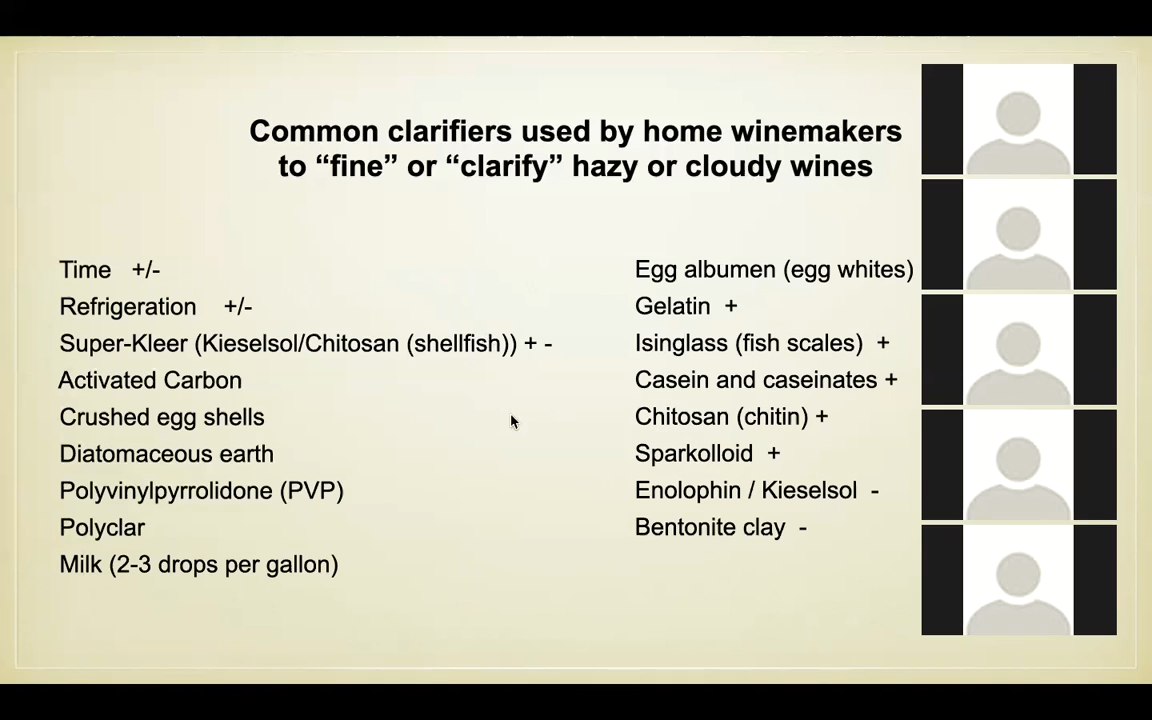 Common clarifiers used by home winemakers
to “fine” or “clarify” hazy or cloudy wines
Time +/-
Refrigeration +/-
Super-Kleer (Kieselsol/Chitosan (shellfish)) + -
Activated Carbon
Crushed egg shells
Diatomaceous earth
Polyvinylpyrrolidone (PVP)
Polyclar
Milk (2-3 drops per gallon)
Egg albumen (egg whites)
Gelatin +
Isinglass (fish scales) +
Casein and caseinates +
Chitosan (chitin) +
Sparkolloid +
Enolophin / Kieselsol -
Bentonite clay -